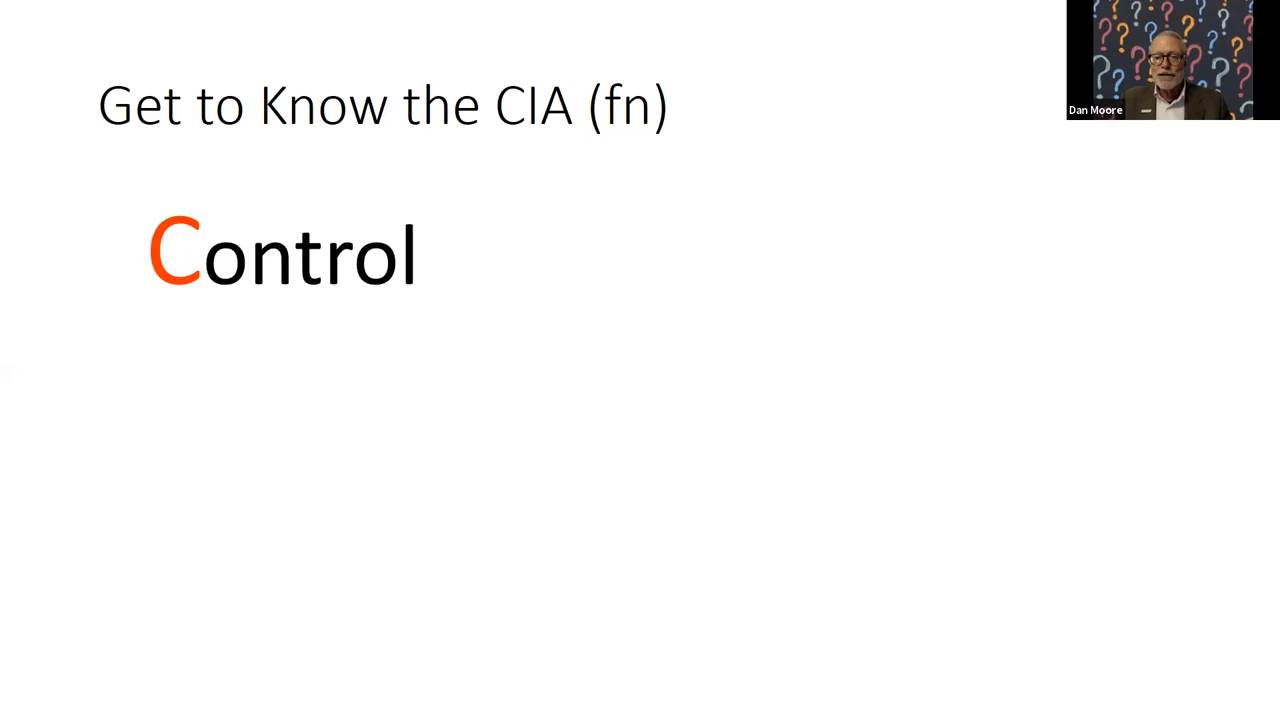 Get to Know the CIA (fn)
Dan Moore
Control